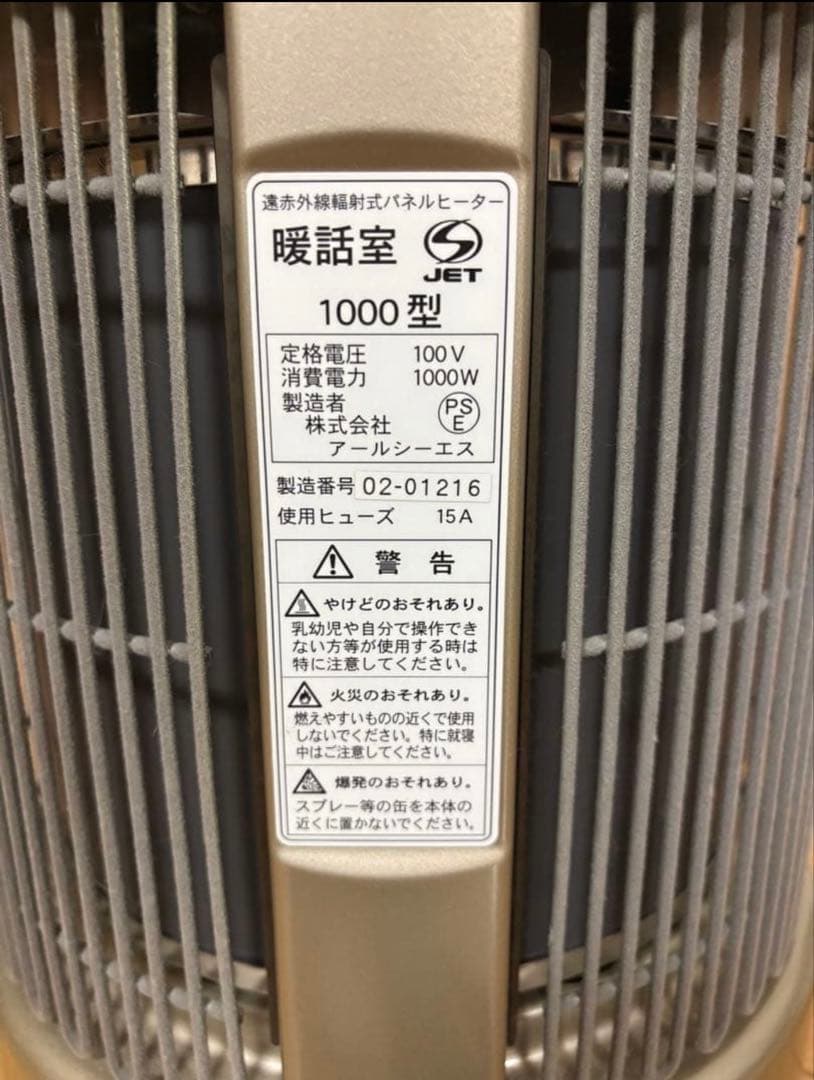 遠赤外線輻射式パネルヒーター
暖話室
JET
1000型
定格電圧 100V
消費電力 1000W
製造者
株式会社
アールシーエス
PS
E
製造番号 02-01216
使用ヒューズ 15A
警告
やけどのおそれあり。
乳幼児や自分で操作でき
ない方等が使用する時は
特に注意してください。
火災のおそれあり。
燃えやすいものの近くで使用
しないでください。特に就寝
中はご注意してください。
爆発のおそれあり。
スプレー等の缶を本体の
近くに置かないでください。